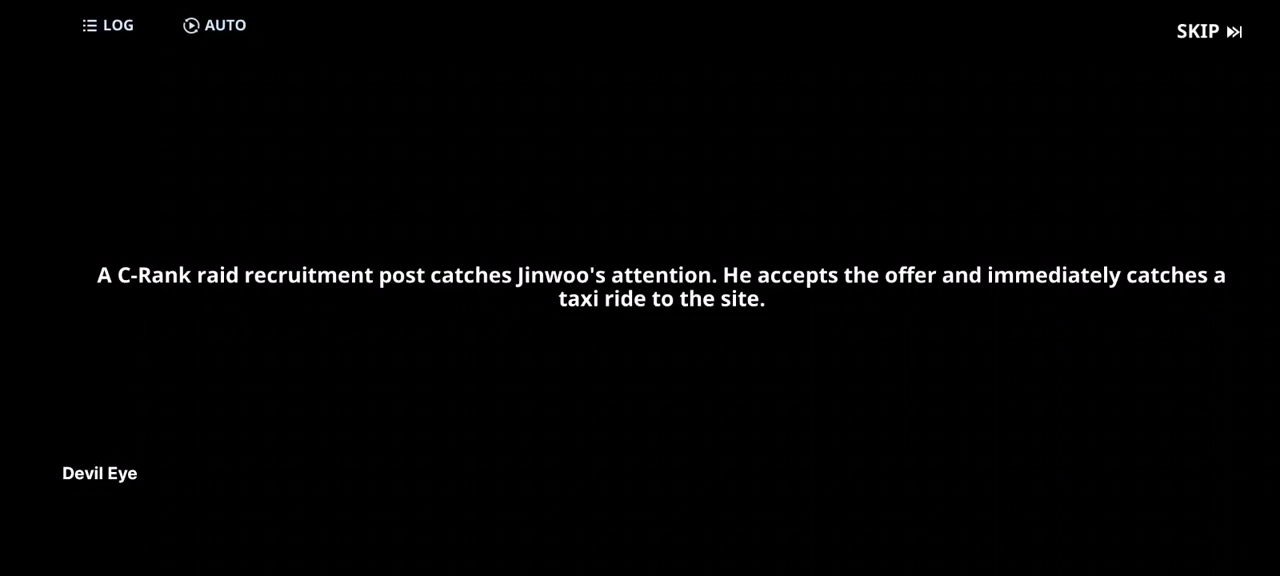 LOG
AUTO
SKIP
A C-Rank raid recruitment post catches Jinwoo's attention. He accepts the offer and immediately catches a
taxi ride to the site.
Devil Eye